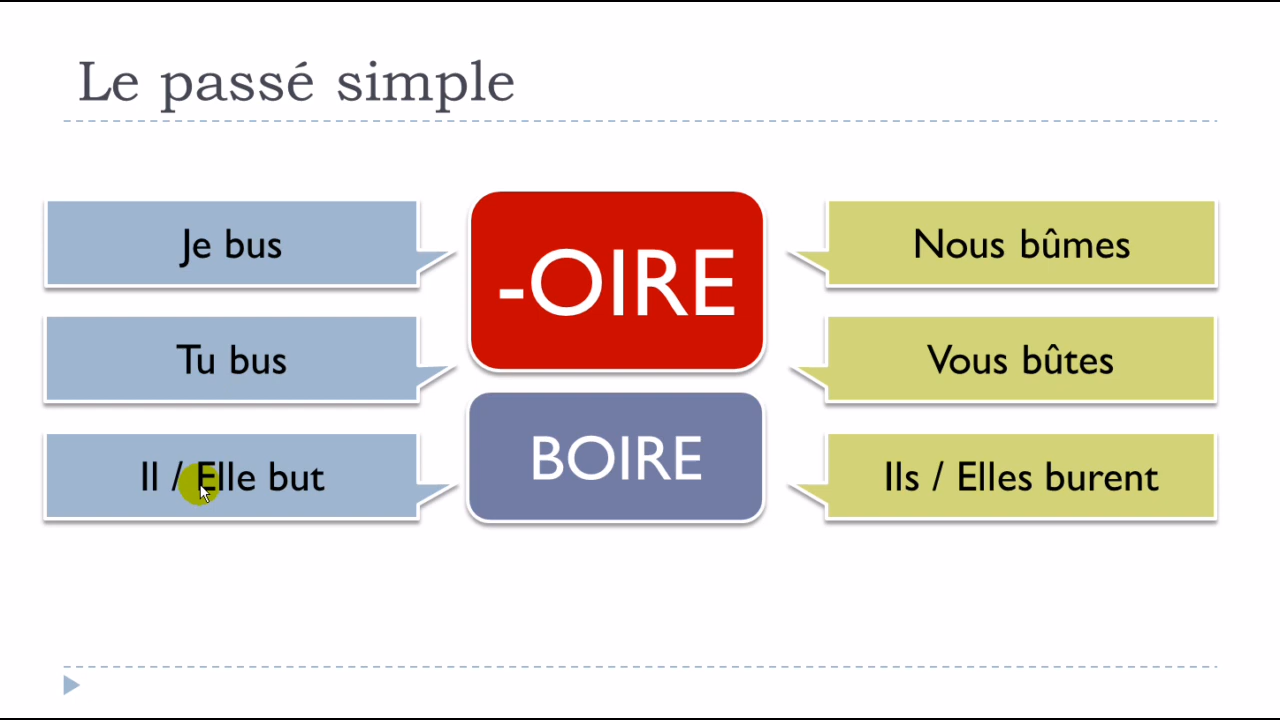 Le passé simple
Je bus
Tu bus
Il / Elle but
-OIRE
BOIRE
Nous bûmes
Vous bûtes
Ils / Elles burent